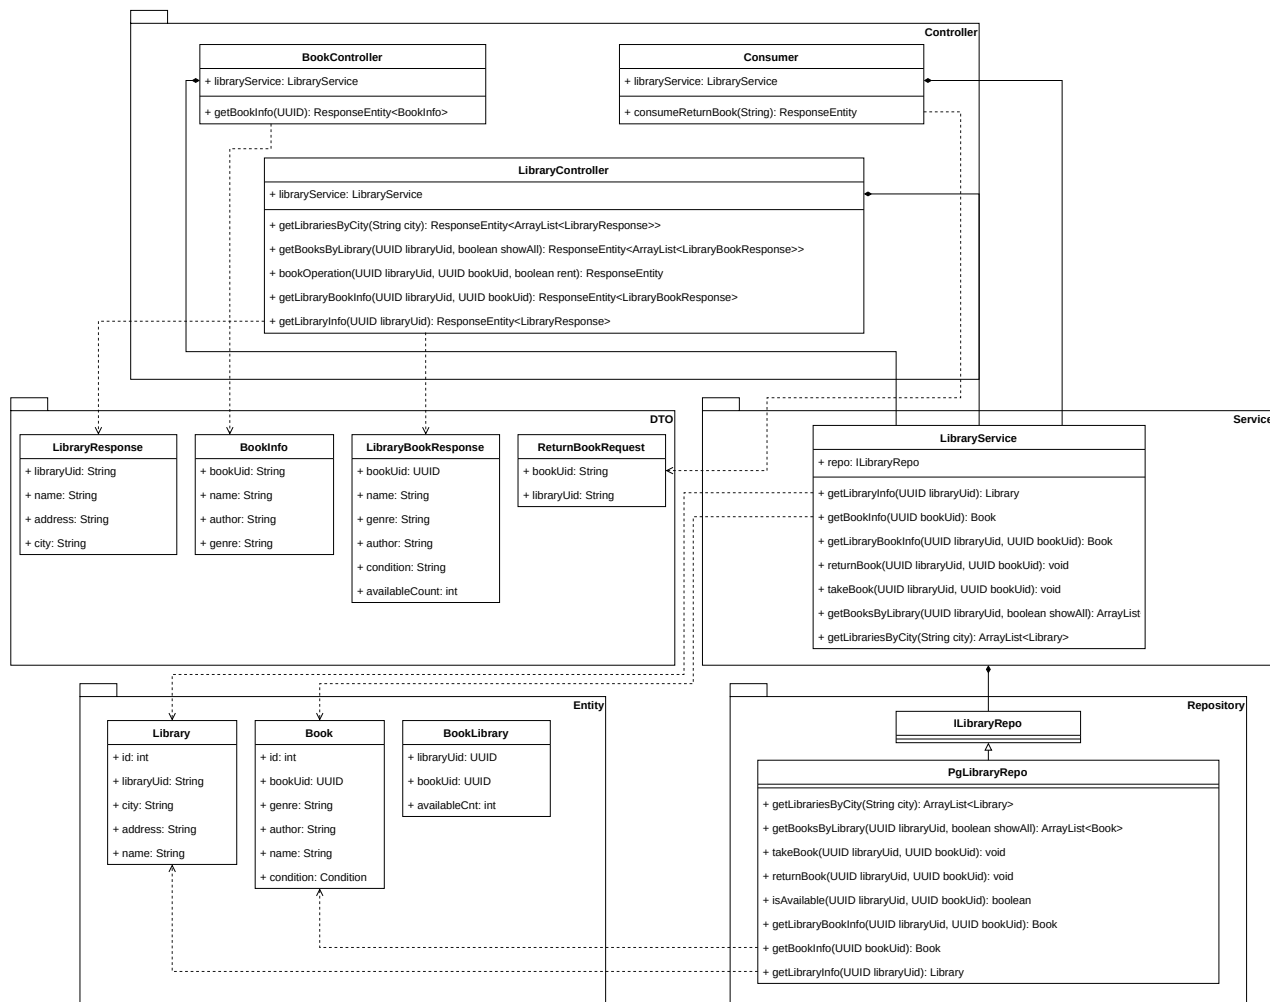 Controller
BookController
+ libraryService: LibraryService
+ getBookInfo(UUID): ResponseEntity<BookInfo>
Consumer
+ libraryService: LibraryService
+ consumeReturnBook(String): ResponseEntity
LibraryController
+ libraryService: LibraryService
+ getLibrariesByCity(String city): ResponseEntity<ArrayList<LibraryResponse>>
+ getBooksByLibrary(UUID libraryUid, boolean showAll): ResponseEntity<ArrayList<LibraryBookResponse>>
+ bookOperation(UUID libraryUid, UUID bookUid, boolean rent): ResponseEntity
+ getLibraryBookInfo(UUID libraryUid, UUID bookUid): ResponseEntity<LibraryBookResponse>
+ getLibraryInfo(UUID libraryUid): ResponseEntity<LibraryResponse>
DTO
LibraryResponse
+ libraryUid: String
+ name: String
+ address: String
+ city: String
BookInfo
+ bookUid: String
+ name: String
+ author: String
+ genre: String
LibraryBookResponse
+ bookUid: UUID
+ name: String
+ genre: String
+ author: String
+ condition: String
+ availableCount: int
ReturnBookRequest
+ bookUid: String
+ libraryUid: String
Service
LibraryService
+ repo: ILibraryRepo
+ getLibraryInfo(UUID libraryUid): Library
+ getBookInfo(UUID bookUid): Book
+ getLibraryBookInfo(UUID libraryUid, UUID bookUid): Book
+ returnBook(UUID libraryUid, UUID bookUid): void
+ takeBook(UUID libraryUid, UUID bookUid): void
+ getBooksByLibrary(UUID libraryUid, boolean showAll): ArrayList
+ getLibrariesByCity(String city): ArrayList<Library>
Entity
Library
+ id: int
+ libraryUid: String
+ city: String
+ address: String
+ name: String
Book
+ id: int
+ bookUid: UUID
+ genre: String
+ author: String
+ name: String
+ condition: Condition
BookLibrary
+ libraryUid: UUID
+ bookUid: UUID
+ availableCnt: int
Repository
ILibraryRepo
PgLibraryRepo
+ getLibrariesByCity(String city): ArrayList<Library>
+ getBooksByLibrary(UUID libraryUid, boolean showAll): ArrayList<Book>
+ takeBook(UUID libraryUid, UUID bookUid): void
+ returnBook(UUID libraryUid, UUID bookUid): void
+ isAvailable(UUID libraryUid, UUID bookUid): boolean
+ getLibraryBookInfo(UUID libraryUid, UUID bookUid): Book
+ getBookInfo(UUID bookUid): Book
+ getLibraryInfo(UUID libraryUid): Library